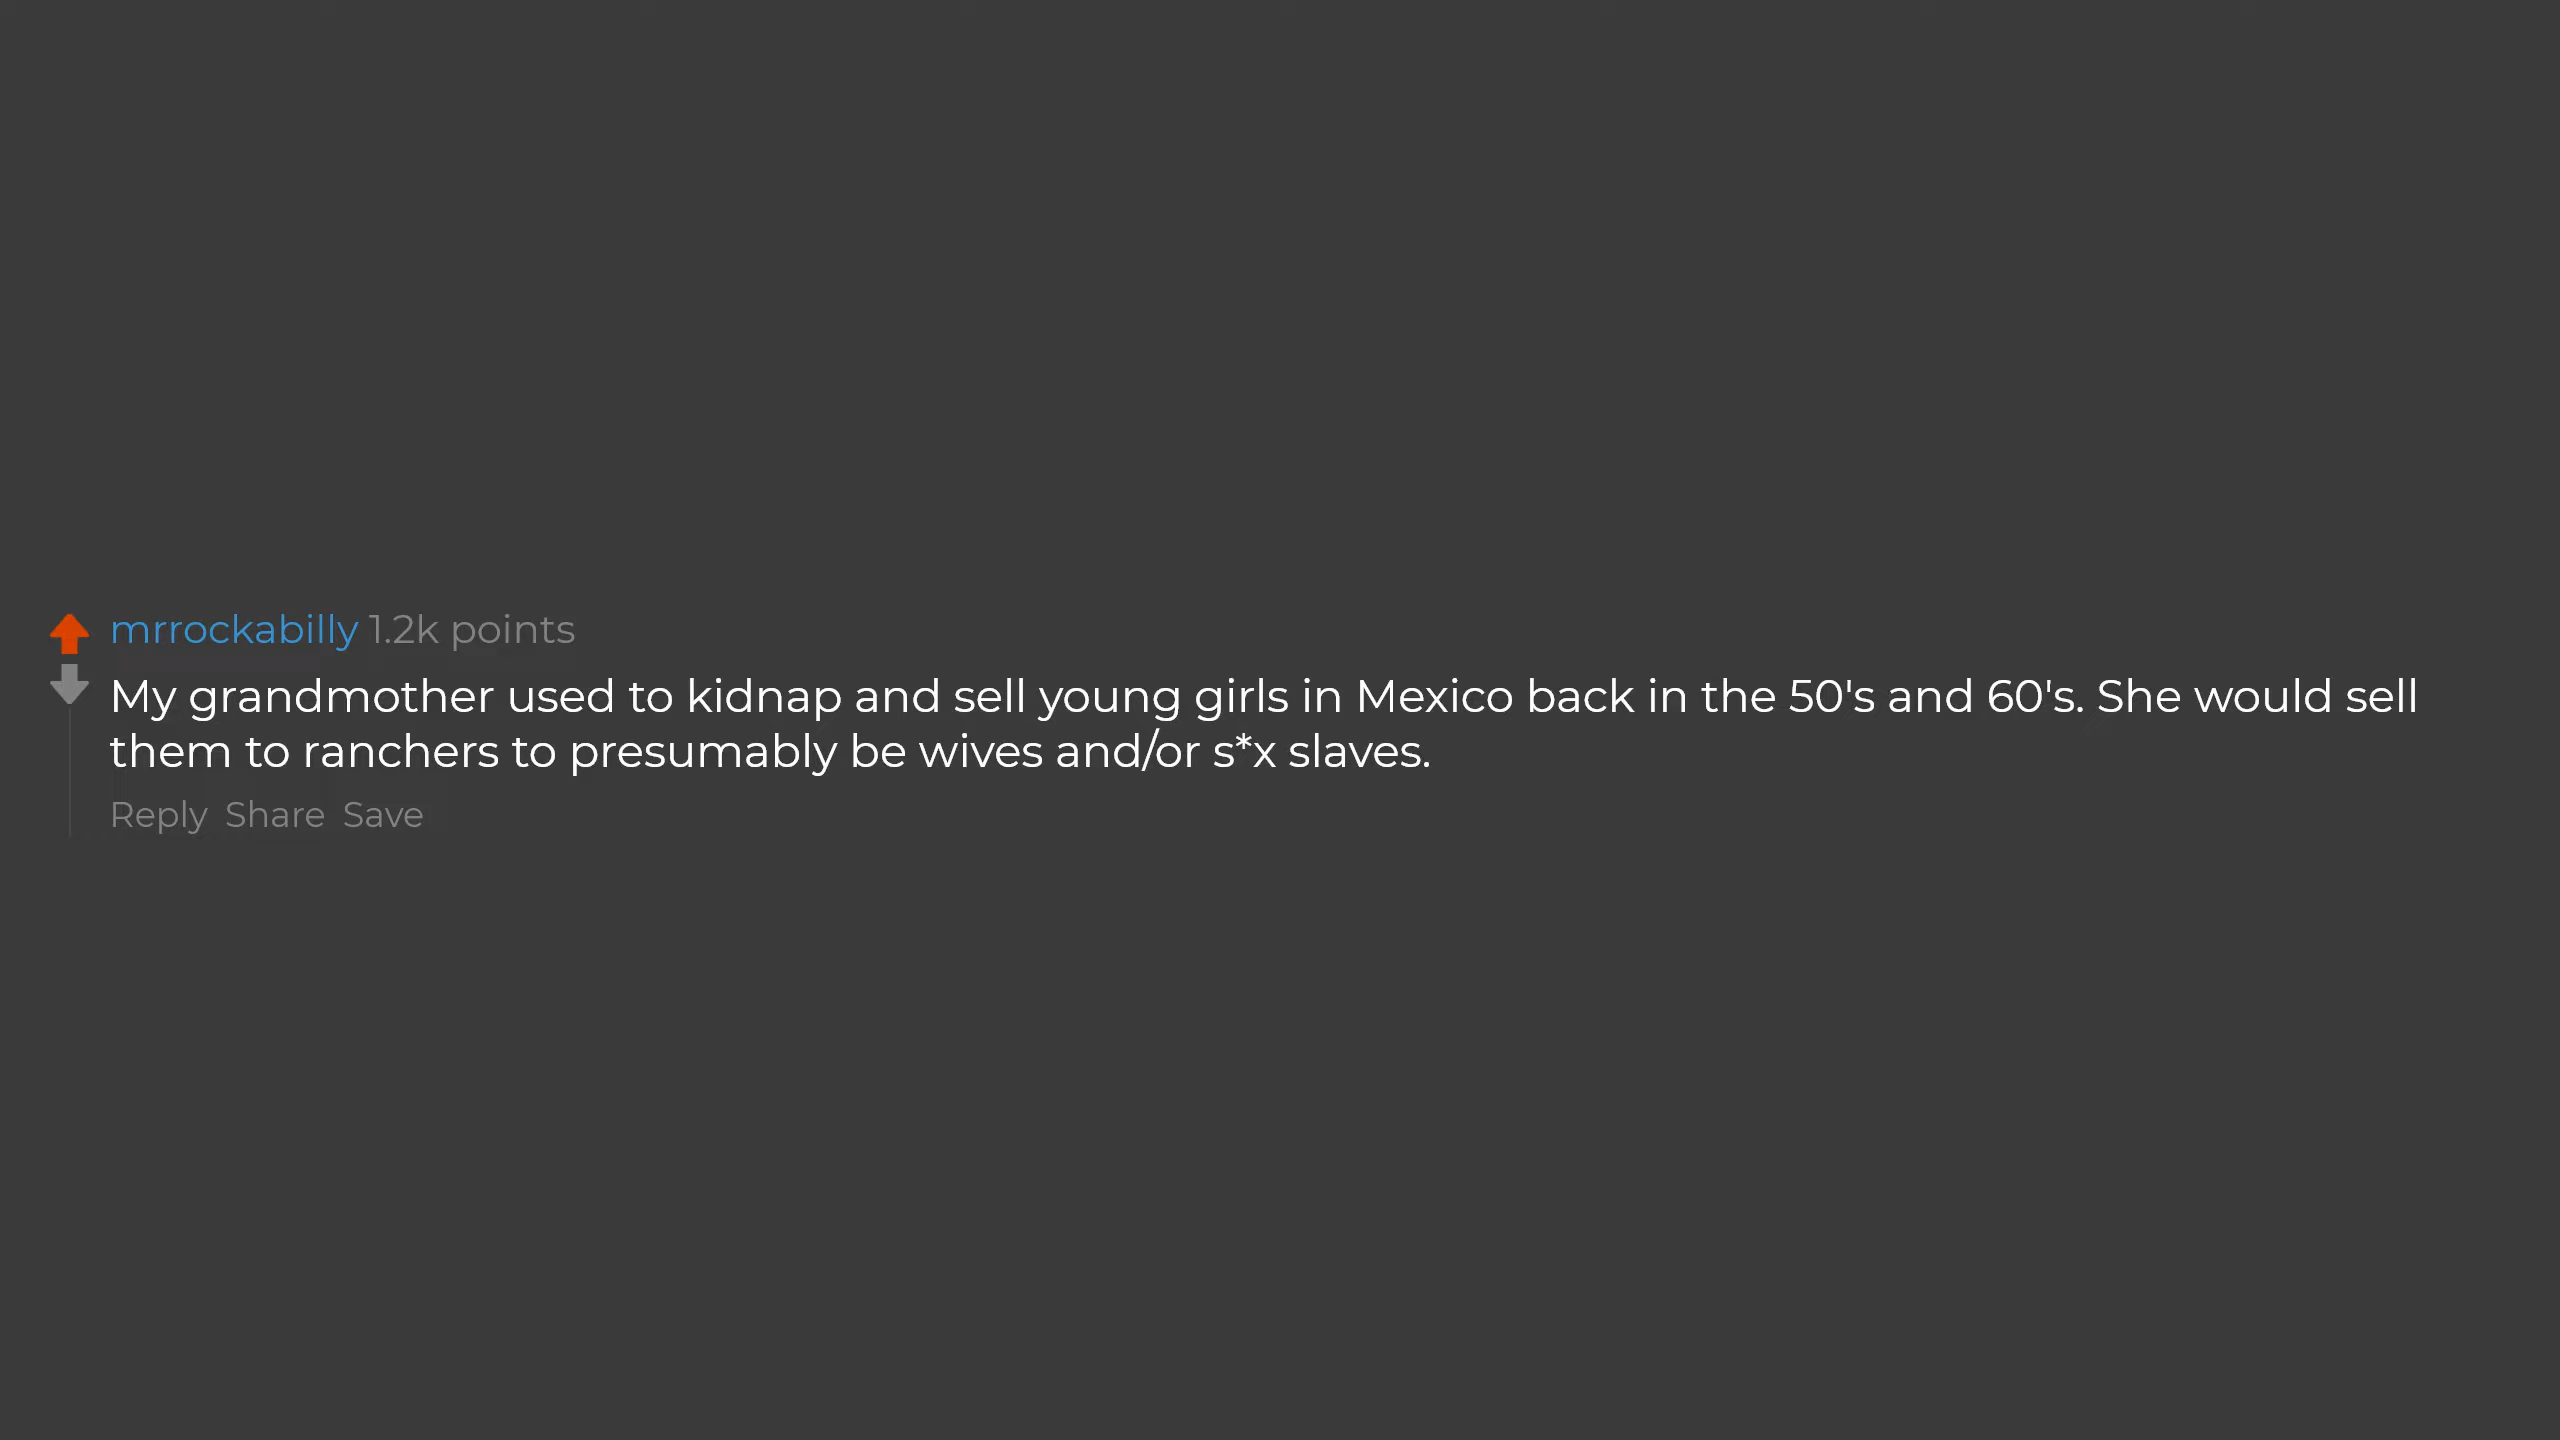 mrrockabilly 1.2k points
My grandmother used to kidnap and sell young girls in Mexico back in the 50's and 60's. She would sell
them to ranchers to presumably be wives and/or s*x slaves.
Reply Share Save